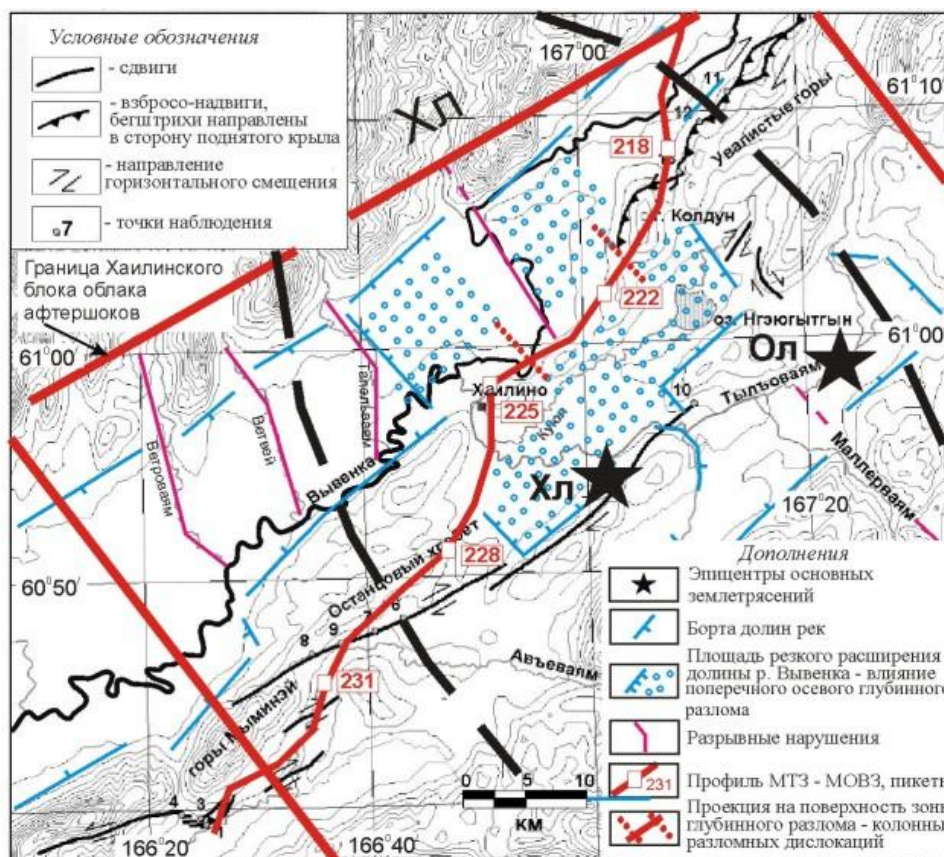 Условные обозначения
- сдвиги
- взбросо-надвиги,
бегштрихи направлены
в сторону поднятого крыла
- направление
горизонтального смещения
7
- точки наблюдения
Граница Хаилинского
блока облака
афтершоков
ХЛ
167°00
61°10
11
12
218
Увалистые горы
г. Колдун
222
оз. Нгэюгытгын
61°00
61°00
Ол
Хаилино
225
Тылъоваям
10
Ветроваям
Ветвей
Вывенка
Хл
167°20
Маллерваям
60°50
Останцовый хребет
228
6
7
9
8
231
Авъеваям
горы Мыминэй
4
3
0 5 10
км
166°20
166°40
Дополнения
Эпицентры основных
землетрясений
Борта долин рек
Площадь резкого расширения
долины р. Вывенка - влияние
поперечного осевого глубинного
разлома
Разрывные нарушения
231
Профиль МТЗ - МОВЗ, пикеты
Проекция на поверхность зоны
глубинного разлома - колонны
разломных дислокаций